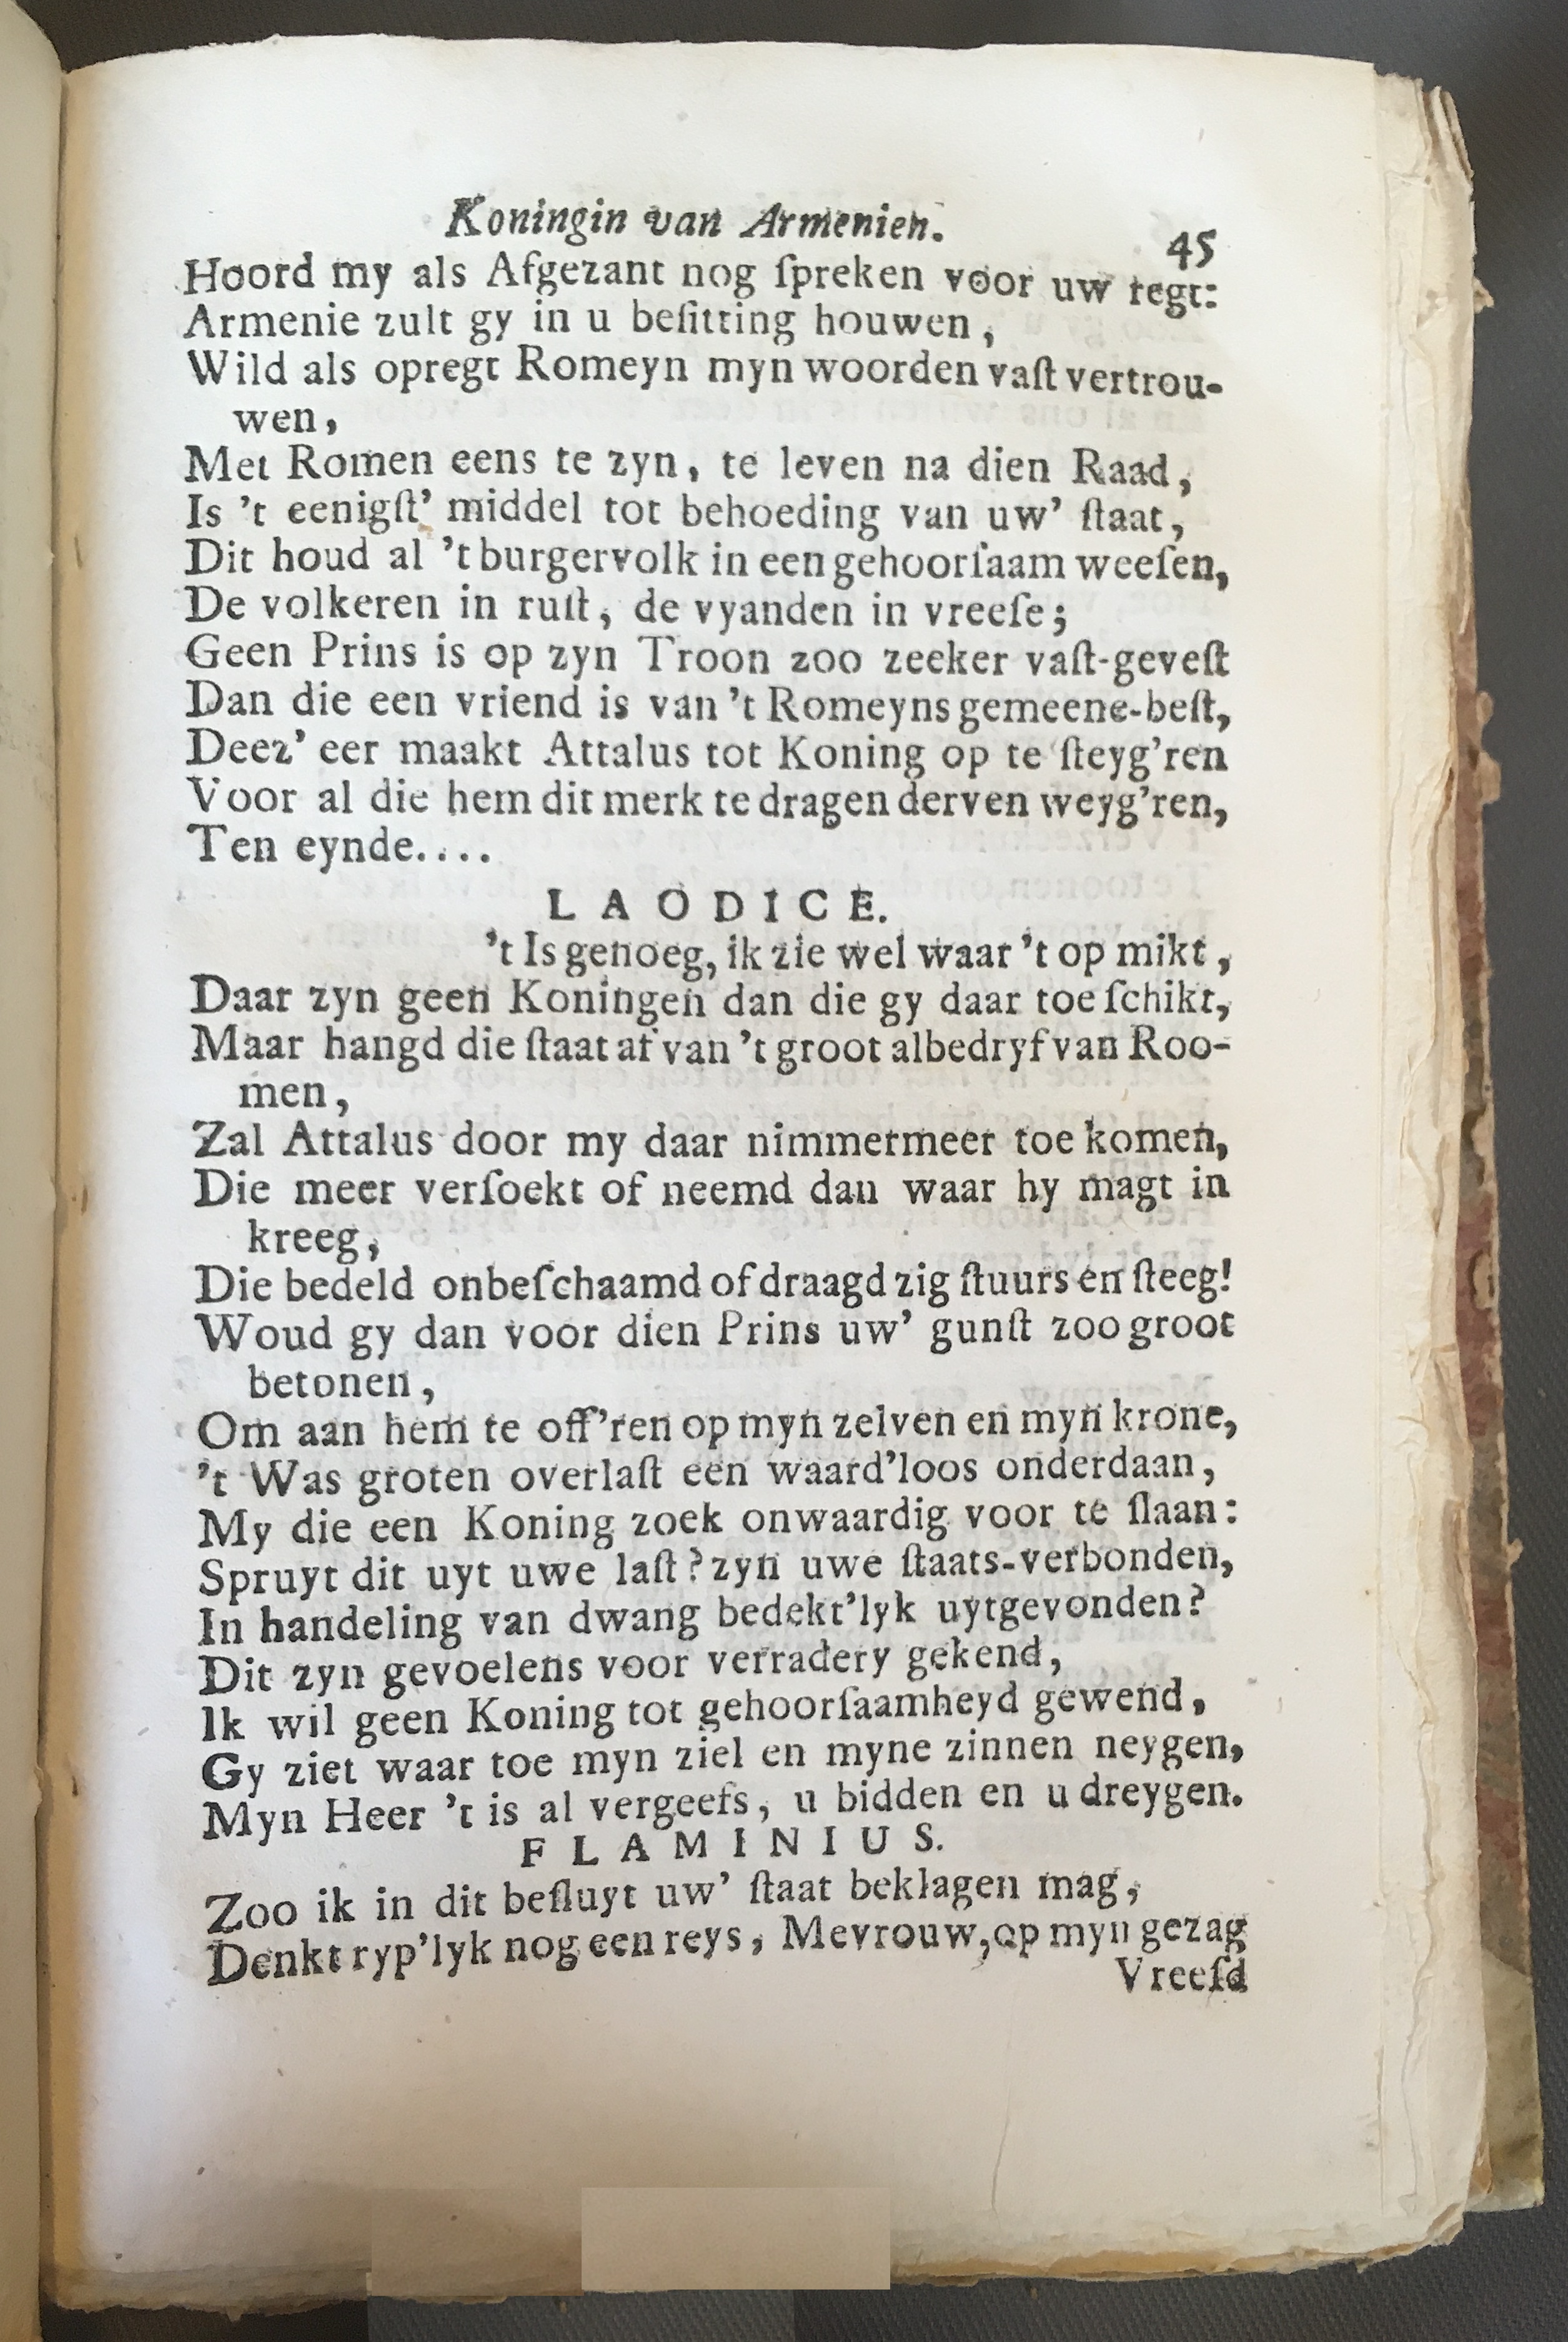 Koningin van Armenien. 45
Hoord my als Afgezant nog ſpreken voor uw regt:
Armenie zult gy in u beſitting houwen,
Wild als opregt Romeyn myn woorden vaſt vertrou-
wen,
Met Romen eens te zyn, te leven na dien Raad,
Is 't eenigſt' middel tot behoeding van uw' ſtaat,
Dit houd al 't burgervolk in een gehoorſaam weeſen,
De volkeren in ruſt, de vyanden in vreeſe;
Geen Prins is op zyn Troon zoo zeeker vaſt-geveſt
Dan die een vriend is van 't Romeyns gemeene-beſt,
Deez' eer maakt Attalus tot Koning op te ſteyg'ren
Voor al die hem dit merk te dragen derven weyg'ren,
Ten eynde....
LAODICE.
't Is genoeg, ik zie wel waar 't op mikt,
Daar zyn geen Koningen dan die gy daar toe ſchikt,
Maar hangd die ſtaat af van 't groot albedryf van Roo-
men,
Zal Attalus door my daar nimmermeer toe komen,
Die meer verſoekt of neemd dan waar hy magt in
kreeg,
Die bedeld onbeſchaamd of draagd zig ſtuurs en ſteeg!
Woud gy dan voor dien Prins uw' gunſt zoo groot
betonen,
Om aan hem te off'ren op myn zelven en myn krone,
't Was groten overlaſt een waard'loos onderdaan,
My die een Koning zoek onwaardig voor te ſlaan:
Spruyt dit uyt uwe laſt? zyn uwe ſtaats-verbonden,
In handeling van dwang bedekt'lyk uytgevonden?
Dit zyn gevoelens voor verradery gekend,
Ik wil geen Koning tot gehoorſaamheyd gewend,
Gy ziet waar toe myn ziel en myne zinnen neygen,
Myn Heer 't is al vergeefs, u bidden en u dreygen.
FLAMINIUS.
Zoo ik in dit beſluyt uw' ſtaat beklagen mag,
Denkt ryp'lyk nog een reys, Mevrouw, op myn gezag
Vreeſd